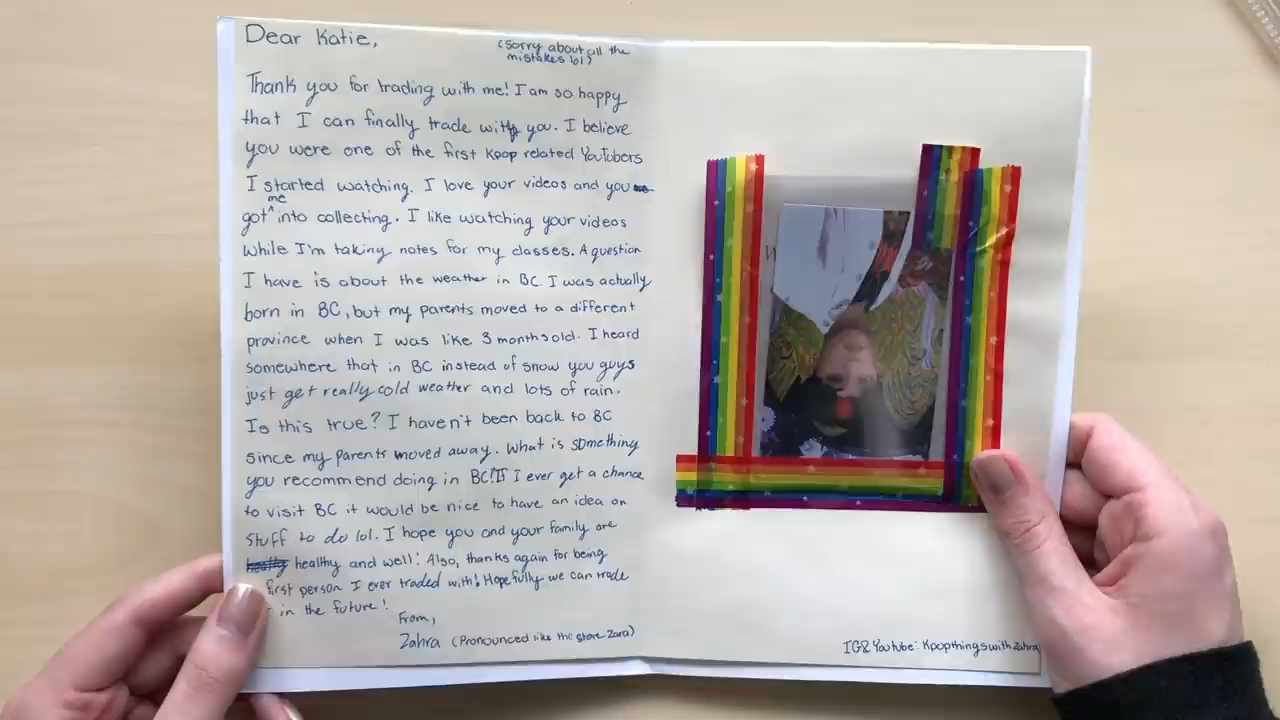 Dear Katie,
(sorry about all the
mistakes lol)
Thank you for trading with me! I am so happy
that I can finally trade with you. I believe
you were one of the first kpop related YouTubers
I started watching. I love your videos and you
got me into collecting. I like watching your videos
while I'm taking notes for my classes. A question
I have is about the weather in BC. I was actually
born in BC, but my parents moved to a different
province when I was like 3 months old. I heard
somewhere that in BC instead of snow you guys
just get really cold weather and lots of rain.
Is this true? I haven't been back to BC
since my parents moved away. What is something
you recommend doing in BC? If I ever get a chance
to visit BC it would be nice to have an idea on
stuff to do lol. I hope you and your family are
healthy and well! Also, thanks again for being
first person I ever traded with! Hopefully we can trade
in the future!
From,
Zahra (Pronounced like the store Zara)
IG& Youtube: Kpopthingswithzahra